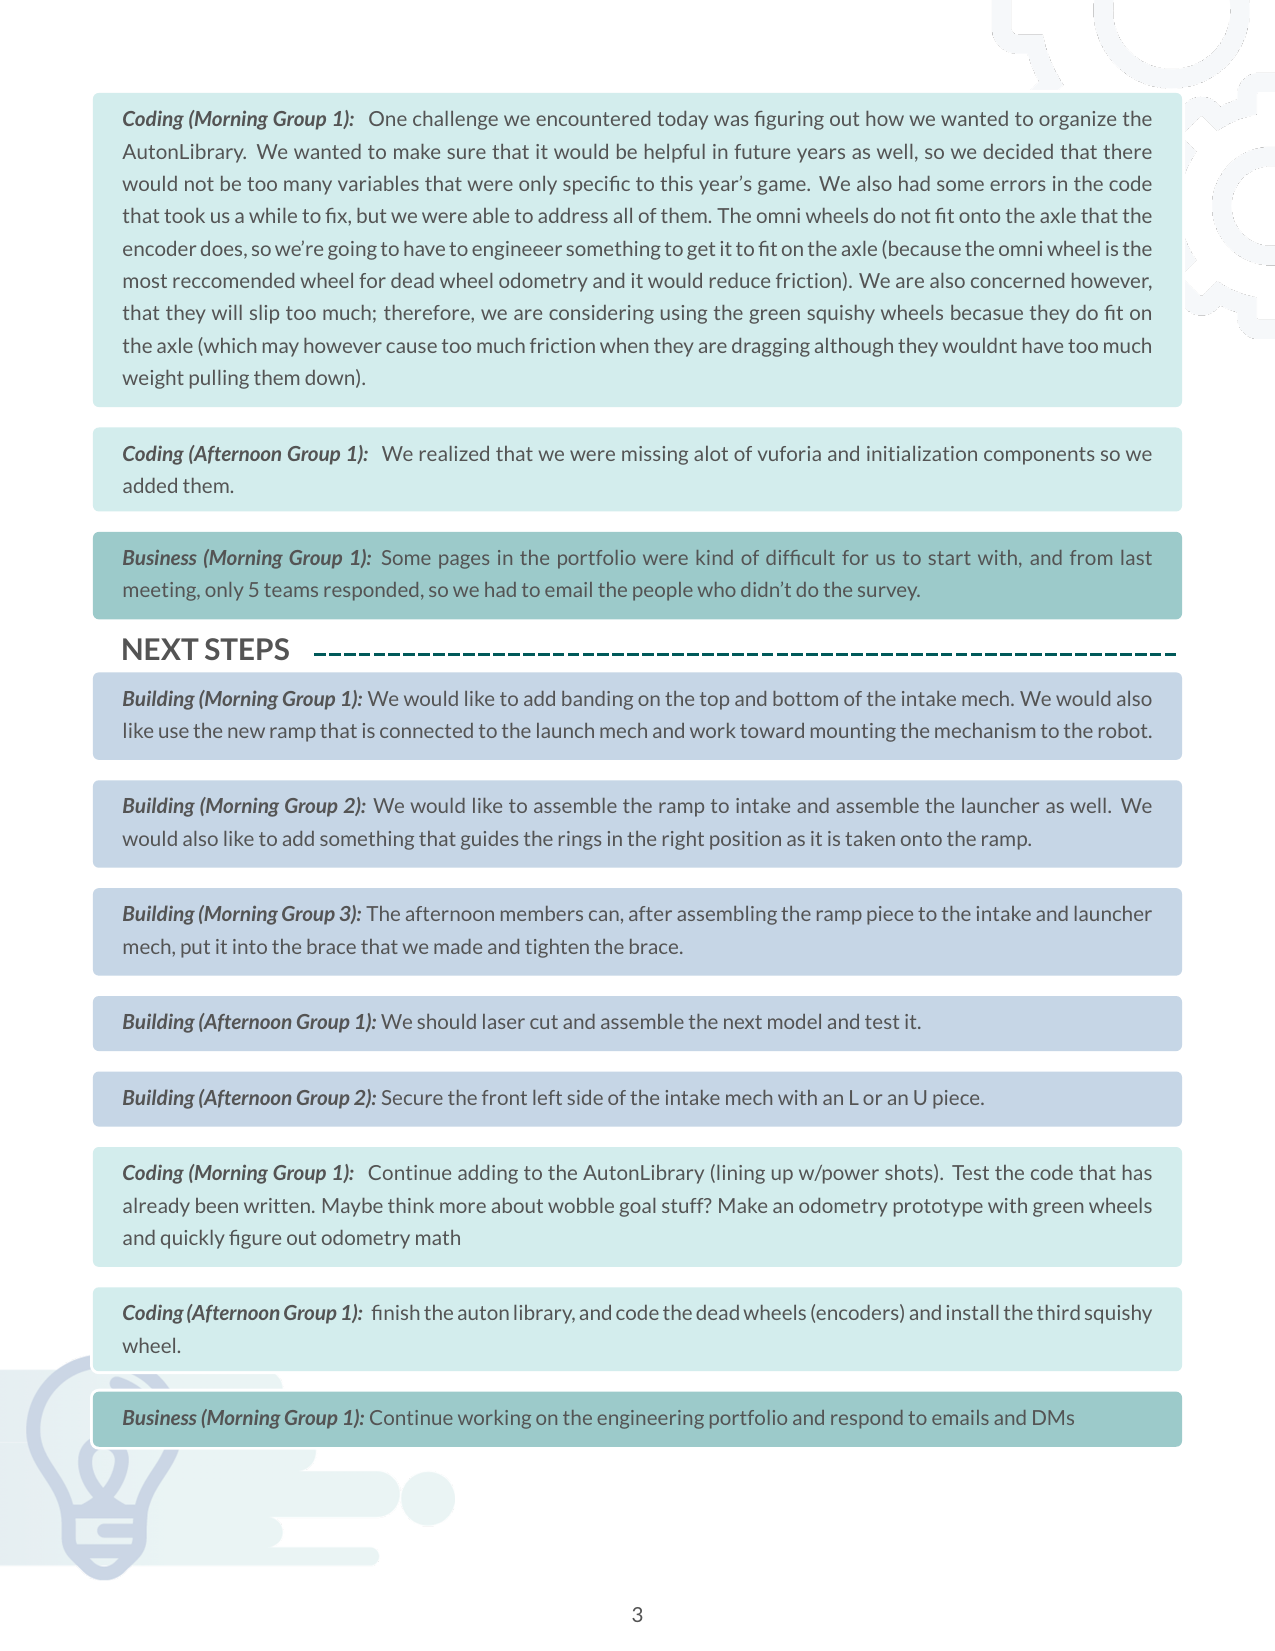 Coding (Morning Group 1): One challenge we encountered today was figuring out how we wanted to organize the
AutonLibrary. We wanted to make sure that it would be helpful in future years as well, so we decided that there
would not be too many variables that were only specific to this year's game. We also had some errors in the code
that took us a while to fix, but we were able to address all of them. The omni wheels do not fit onto the axle that the
encoder does, so we're going to have to engineeer something to get it to fit on the axle (because the omni wheel is the
most reccomended wheel for dead wheel odometry and it would reduce friction). We are also concerned however,
that they will slip too much; therefore, we are considering using the green squishy wheels becasue they do fit on
the axle (which may however cause too much friction when they are dragging although they wouldnt have too much
weight pulling them down).
Coding (Afternoon Group 1): We realized that we were missing alot of vuforia and initialization components so we
added them.
Business (Morning Group 1): Some pages in the portfolio were kind of difficult for us to start with, and from last
meeting, only 5 teams responded, so we had to email the people who didn't do the survey.
NEXT STEPS
Building (Morning Group 1): We would like to add banding on the top and bottom of the intake mech. We would also
like use the new ramp that is connected to the launch mech and work toward mounting the mechanism to the robot.
Building (Morning Group 2): We would like to assemble the ramp to intake and assemble the launcher as well. We
would also like to add something that guides the rings in the right position as it is taken onto the ramp.
Building (Morning Group 3): The afternoon members can, after assembling the ramp piece to the intake and launcher
mech, put it into the brace that we made and tighten the brace.
Building (Afternoon Group 1): We should laser cut and assemble the next model and test it.
Building (Afternoon Group 2): Secure the front left side of the intake mech with an L or an U piece.
Coding (Morning Group 1): Continue adding to the AutonLibrary (lining up w/power shots). Test the code that has
already been written. Maybe think more about wobble goal stuff? Make an odometry prototype with green wheels
and quickly figure out odometry math
Coding (Afternoon Group 1): finish the auton library, and code the dead wheels (encoders) and install the third squishy
wheel.
Business (Morning Group 1): Continue working on the engineering portfolio and respond to emails and DMs
3